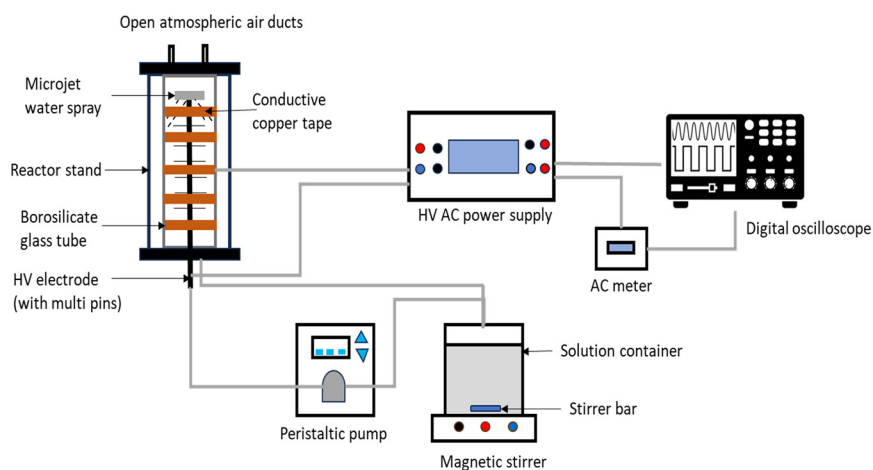 Open atmospheric air ducts
Microjet
water spray
Conductive
copper tape
Reactor stand
Borosilicate
glass tube
HV electrode
(with multi pins)
HV AC power supply
Digital oscilloscope
AC meter
Solution container
Stirrer bar
Peristaltic pump
Magnetic stirrer